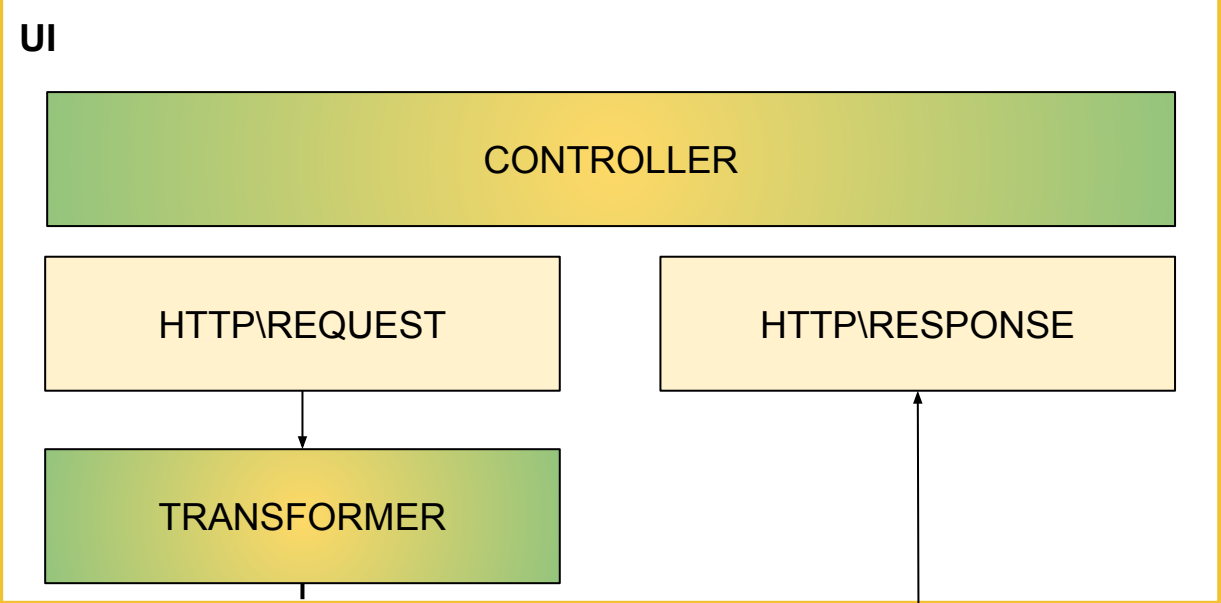 UI
CONTROLLER
HTTP\REQUEST
HTTP\RESPONSE
TRANSFORMER